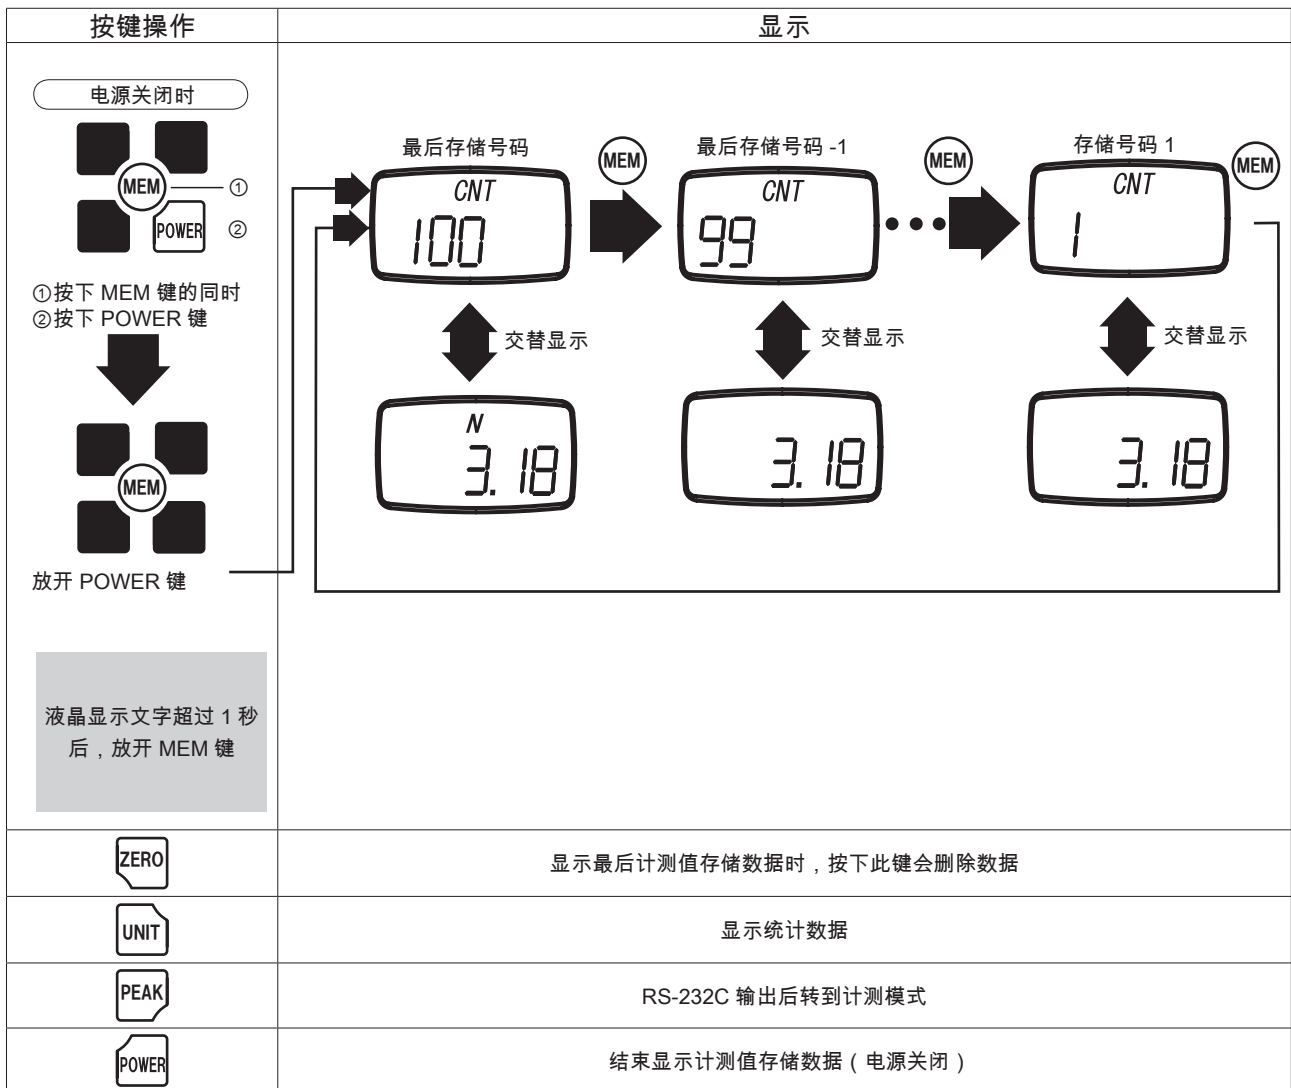 按键操作
显示
电源关闭时
MEM
①
POWER
②
①按下 MEM 键的同时
②按下 POWER 键
MEM
放开 POWER 键
液晶显示文字超过 1 秒
后，放开 MEM 键
最后存储号码
MEM
最后存储号码 -1
MEM
存储号码 1
MEM
CNT
100
CNT
99
CNT
1
交替显示
交替显示
交替显示
N
3.18
3.18
3.18
ZERO
显示最后计测值存储数据时，按下此键会删除数据
UNIT
显示统计数据
PEAK
RS-232C 输出后转到计测模式
POWER
结束显示计测值存储数据（电源关闭）